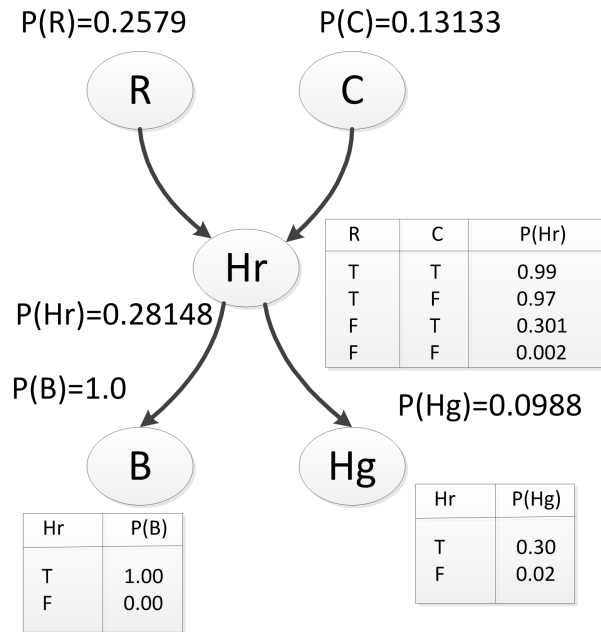 P(R)=0.2579
P(C)=0.13133
R
C
Hr
R C P(Hr)
T T 0.99
T F 0.97
F T 0.301
F F 0.002
P(Hr)=0.28148
P(B)=1.0
P(Hg)=0.0988
B
Hg
Hr P(B)
T 1.00
F 0.00
Hr P(Hg)
T 0.30
F 0.02